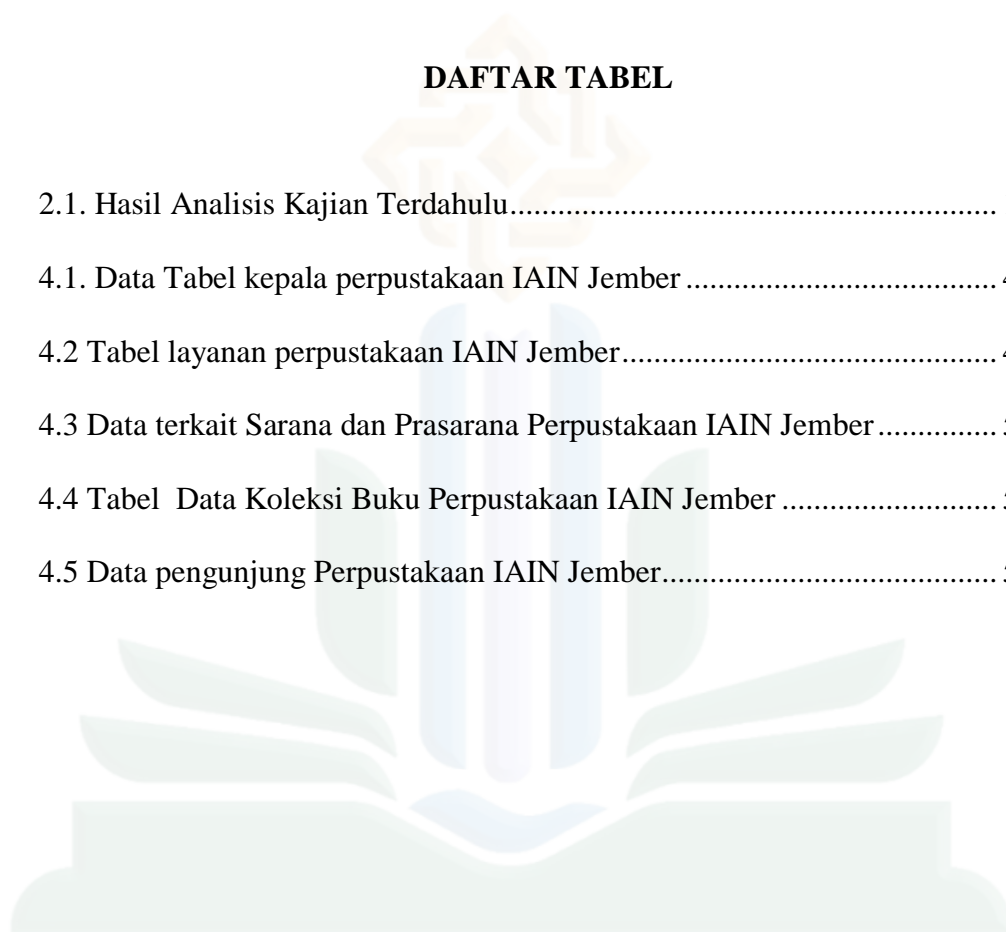 DAFTAR TABEL
2.1. Hasil Analisis Kajian Terdahulu.............................................................
4.1. Data Tabel kepala perpustakaan IAIN Jember .......................................
4.2 Tabel layanan perpustakaan IAIN Jember...............................................
4.3 Data terkait Sarana dan Prasarana Perpustakaan IAIN Jember ...............
4.4 Tabel  Data Koleksi Buku Perpustakaan IAIN Jember ...........................
4.5 Data pengunjung Perpustakaan IAIN Jember..........................................